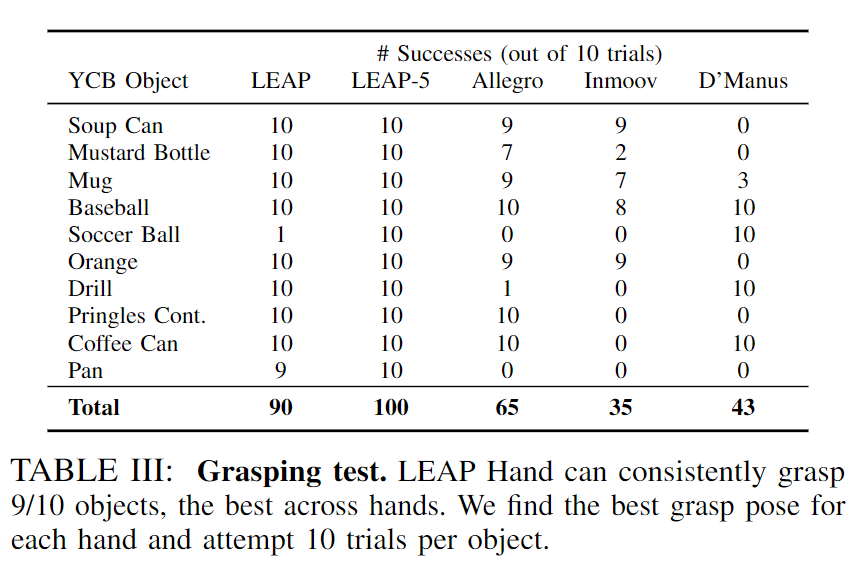 # Successes (out of 10 trials)
YCB Object LEAP LEAP-5 Allegro Inmoov D'Manus
Soup Can 10 10 9 9 0
Mustard Bottle 10 10 7 2 0
Mug 10 10 9 7 3
Baseball 10 10 10 8 10
Soccer Ball 1 10 0 0 10
Orange 10 10 9 9 0
Drill 10 10 1 0 10
Pringles Cont. 10 10 10 0 0
Coffee Can 10 10 10 0 10
Pan 9 10 0 0 0
Total 90 100 65 35 43
TABLE III: Grasping test. LEAP Hand can consistently grasp
9/10 objects, the best across hands. We find the best grasp pose for
each hand and attempt 10 trials per object.